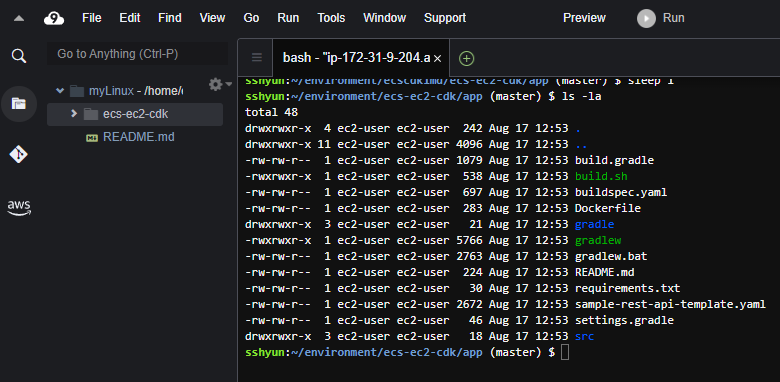 9 File Edit Find View Go Run Tools Window Support Preview Run
Go to Anything (Ctrl-P)
bash - "ip-172-31-9-204.a ×
myLinux - /home/
ecs-ec2-cdk
README.md
aws
sshyun:~/environment/ecscdkimd/ecs-ec2-cdk/app (master) $ sleep 1
sshyun:~/environment/ecs-ec2-cdk/app (master) $ ls -la
total 48
drwxrwxr-x 4 ec2-user ec2-user 242 Aug 17 12:53 .
drwxrwxr-x 11 ec2-user ec2-user 4096 Aug 17 12:53 ..
-rw-rw-r-- 1 ec2-user ec2-user 1079 Aug 17 12:53 build.gradle
-rwxrwxr-x 1 ec2-user ec2-user 538 Aug 17 12:53 build.sh
-rw-rw-r-- 1 ec2-user ec2-user 697 Aug 17 12:53 buildspec.yaml
-rw-rw-r-- 1 ec2-user ec2-user 283 Aug 17 12:53 Dockerfile
drwxrwxr-x 3 ec2-user ec2-user 21 Aug 17 12:53 gradle
-rwxrwxr-x 1 ec2-user ec2-user 5766 Aug 17 12:53 gradlew
-rw-rw-r-- 1 ec2-user ec2-user 2763 Aug 17 12:53 gradlew.bat
-rw-rw-r-- 1 ec2-user ec2-user 224 Aug 17 12:53 README.md
-rw-rw-r-- 1 ec2-user ec2-user 30 Aug 17 12:53 requirements.txt
-rw-rw-r-- 1 ec2-user ec2-user 2672 Aug 17 12:53 sample-rest-api-template.yaml
-rw-rw-r-- 1 ec2-user ec2-user 46 Aug 17 12:53 settings.gradle
drwxrwxr-x 3 ec2-user ec2-user 18 Aug 17 12:53 src
sshyun:~/environment/ecs-ec2-cdk/app (master) $